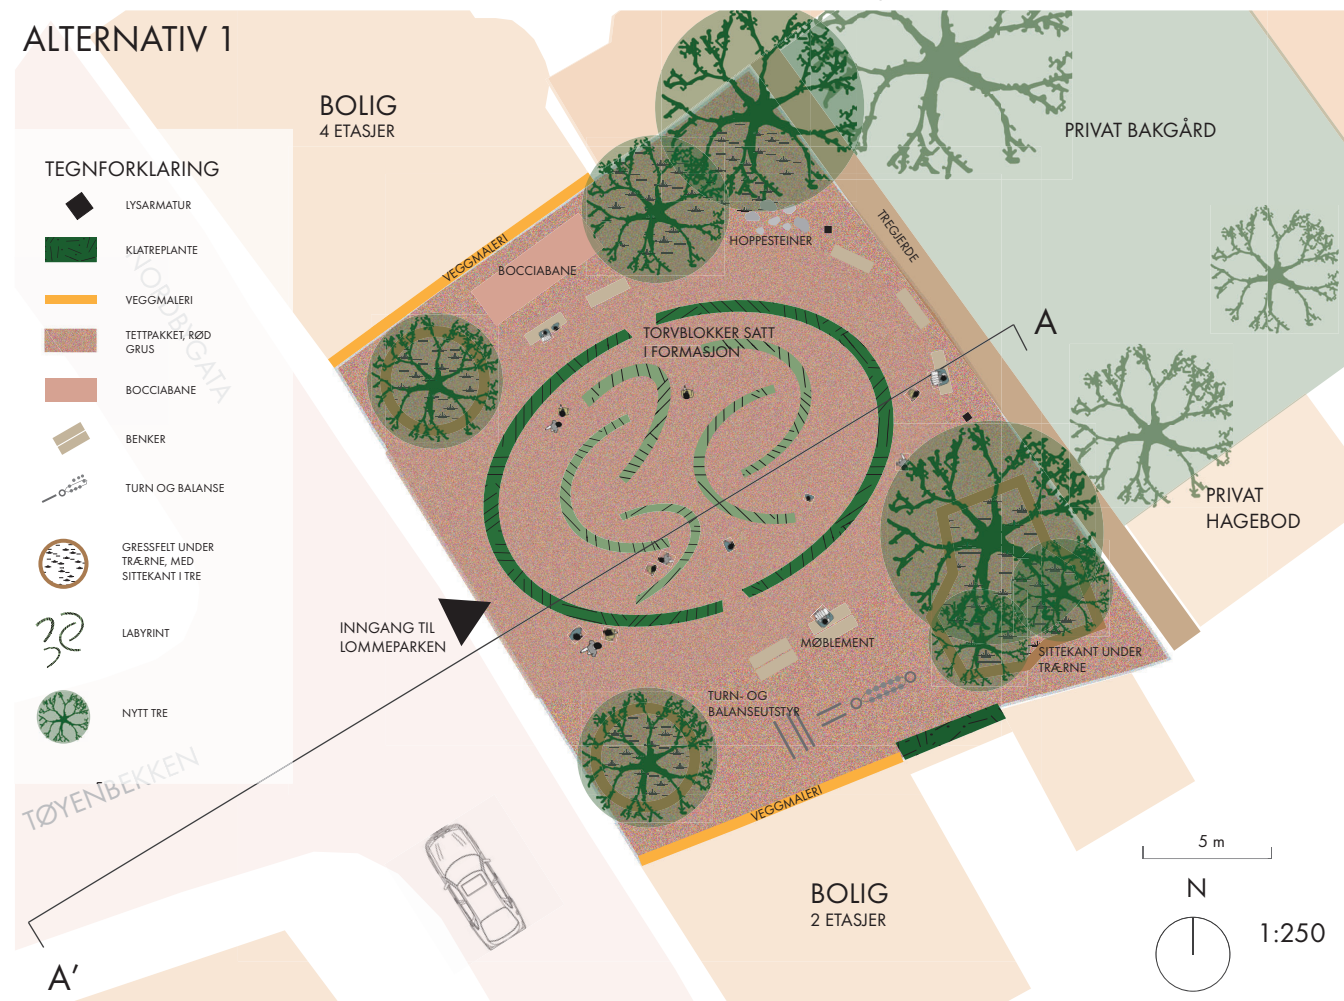 ALTERNATIV 1
BOLIG
4 ETASJER
PRIVAT BAKGÅRD
TEGNFORKLARING
LYSARMATUR
KLATREPLANTE
VEGGMALERI
TETTPAKKET, RØD
GRUS
BOCCIABANE
BENKER
TURN OG BALANSE
GRESSFELT UNDER
TRÆRNE, MED
SITTEKANT I TRE
LABYRINT
NYTT TRE
NORDBYGATA
TØYENBEKKEN
VEGGMALERI
BOCCIABANE
HOPPESTEINER
TREGJERDE
TORVBLOKKER SATT
I FORMASJON
A
PRIVAT
HAGEBOD
INNGANG TIL
LOMMEPARKEN
MØBLEMENT
SITTEKANT UNDER
TRÆRNE
TURN- OG
BALANSEUTSTYR
VEGGMALERI
BOLIG
2 ETASJER
5 m
N
1:250
A'